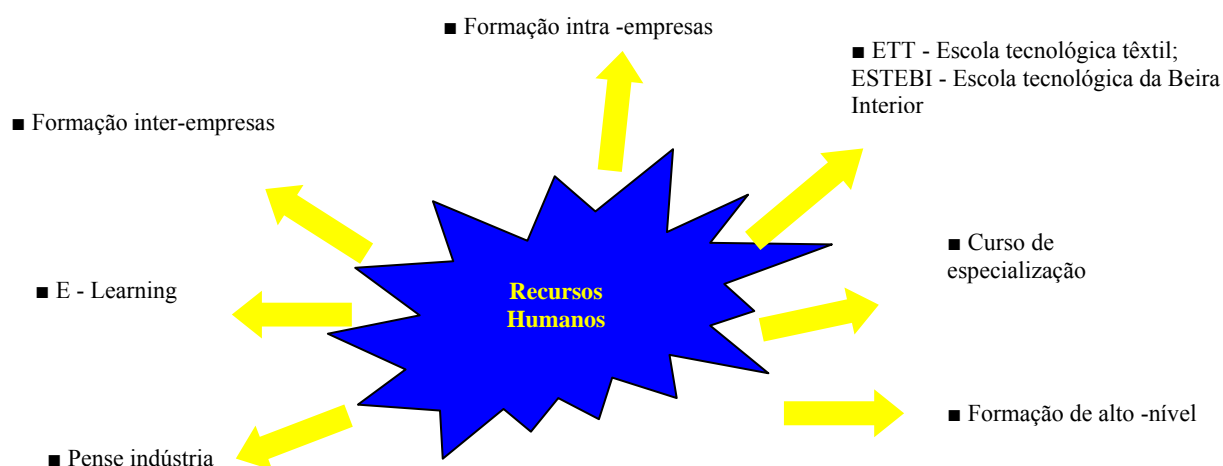 ■ Formação intra -empresas
■ ETT - Escola tecnológica têxtil;
ESTEBI - Escola tecnológica da Beira
Interior
■ Formação inter-empresas
■ Curso de
especialização
■ E - Learning
Recursos
Humanos
■ Formação de alto -nível
■ Pense indústria